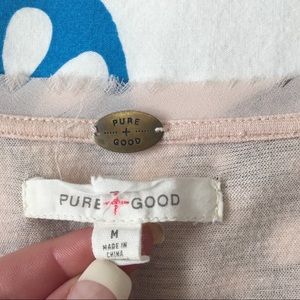 PURE
+
GOOD
PURE + GOOD
M
MADE IN
CHINA